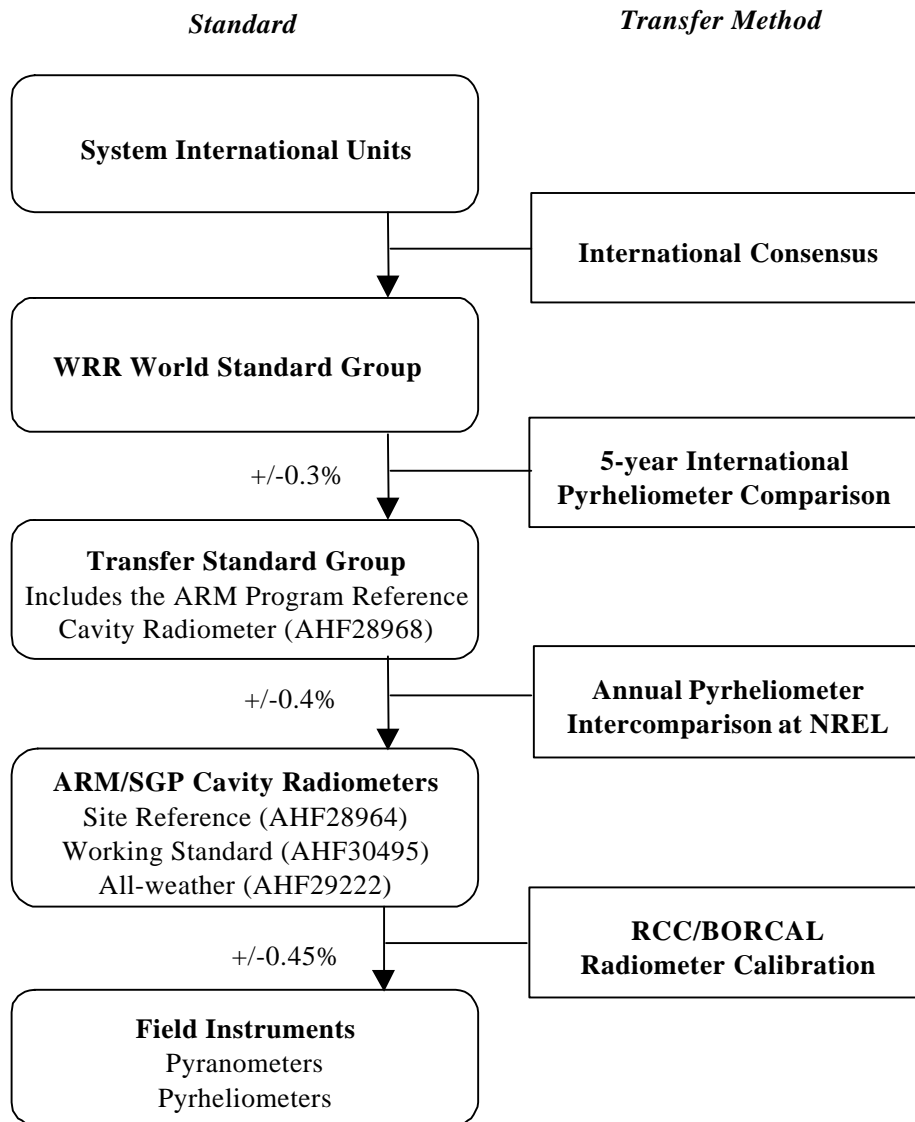 Standard
Transfer Method
System International Units
International Consensus
WRR World Standard Group
+/-0.3%
5-year International
Pyrheliometer Comparison
Transfer Standard Group
Includes the ARM Program Reference
Cavity Radiometer (AHF28968)
+/-0.4%
Annual Pyrheliometer
Intercomparison at NREL
ARM/SGP Cavity Radiometers
Site Reference (AHF28964)
Working Standard (AHF30495)
All-weather (AHF29222)
+/-0.45%
RCC/BORCAL
Radiometer Calibration
Field Instruments
Pyranometers
Pyrheliometers